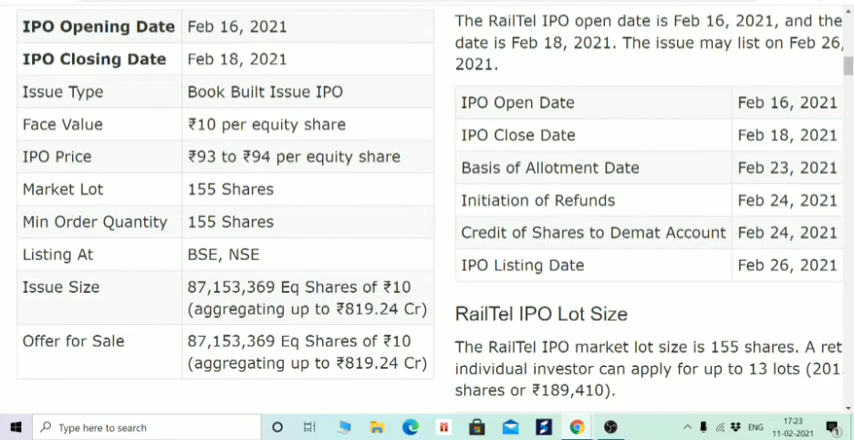 IPO Opening Date Feb 16, 2021
IPO Closing Date Feb 18, 2021
Issue Type Book Built Issue IPO
Face Value ₹10 per equity share
IPO Price ₹93 to ₹94 per equity share
Market Lot 155 Shares
Min Order Quantity 155 Shares
Listing At BSE, NSE
Issue Size 87,153,369 Eq Shares of ₹10
(aggregating up to ₹819.24 Cr)
Offer for Sale 87,153,369 Eq Shares of ₹10
(aggregating up to ₹819.24 Cr)
The RailTel IPO open date is Feb 16, 2021, and the
date is Feb 18, 2021. The issue may list on Feb 26,
2021.
IPO Open Date Feb 16, 2021
IPO Close Date Feb 18, 2021
Basis of Allotment Date Feb 23, 2021
Initiation of Refunds Feb 24, 2021
Credit of Shares to Demat Account Feb 24, 2021
IPO Listing Date Feb 26, 2021
RailTel IPO Lot Size
The RailTel IPO market lot size is 155 shares. A ret
individual investor can apply for up to 13 lots (201
shares or ₹189,410).
Type here to search
ENG
17:23
11-02-2021